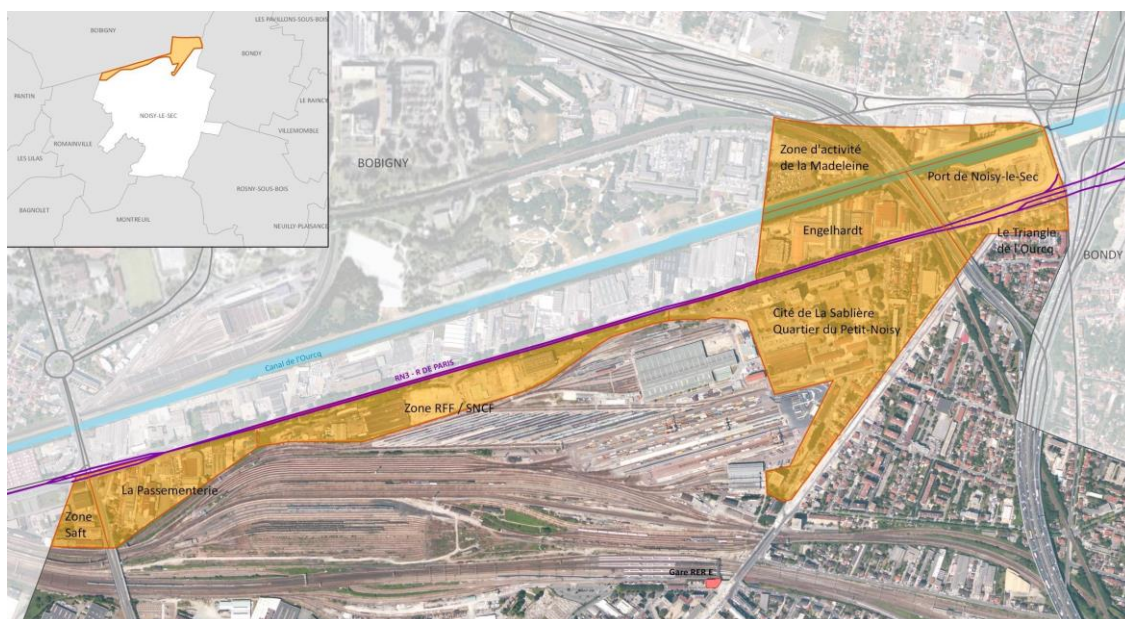 LES PAVILLONS-SOUS-BOIS
BOBIGNY
BONDY
PANTIN
LE RAINCY
NOISY-LE-SEC
VILLEMOMBLE
ROMAINVILLE
LES LILAS
ROSNY-SOUS-BOIS
BAGNOLET
MONTREUIL
NEUILLY-PLAISANCE
Zone d'activité
de la Madeleine
BOBIGNY
Port de Noisy-le-Sec
Engelhardt
Le Triangle
de l'Ourcq
BONDY
Cité de La Sablière
Quartier du Petit-Noisy
Canal de l'Ourcq
RN3 - R DE PARIS
Zone RFF / SNCF
La Passementerie
Zone
Saft
Gare RER E